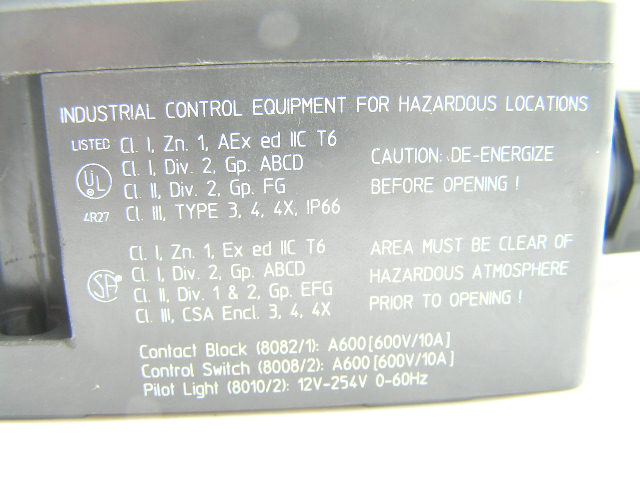 INDUSTRIAL CONTROL EQUIPMENT FOR HAZARDOUS LOCATIONS
LISTED
UL
4R27
Cl. I, Zn. 1, AEx ed IIC T6
Cl. I, Div. 2, Gp. ABCD
Cl. II, Div. 2, Gp. FG
Cl. III, TYPE 3, 4, 4X, IP66
CAUTION: DE-ENERGIZE
BEFORE OPENING !
SA
Cl. I, Zn. 1, Ex ed IIC T6
Cl. I, Div. 2, Gp. ABCD
Cl. II, Div. 1 & 2, Gp. EFG
Cl. III, CSA Encl. 3, 4, 4X
AREA MUST BE CLEAR OF
HAZARDOUS ATMOSPHERE
PRIOR TO OPENING !
Contact Block (8082/1): A600[600V/10A]
Control Switch (8008/2): A600[600V/10A]
Pilot Light (8010/2): 12V-254V 0-60Hz